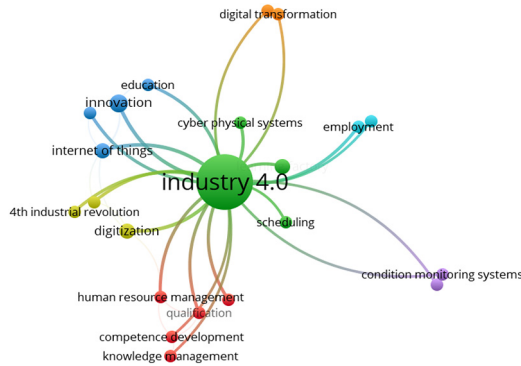 digital transformation
education
innovation
cyber physical systems
employment
internet of things
industry 4.0
4th industrial revolution
scheduling
digitization
condition monitoring systems
human resource management
qualification
competence development
knowledge management